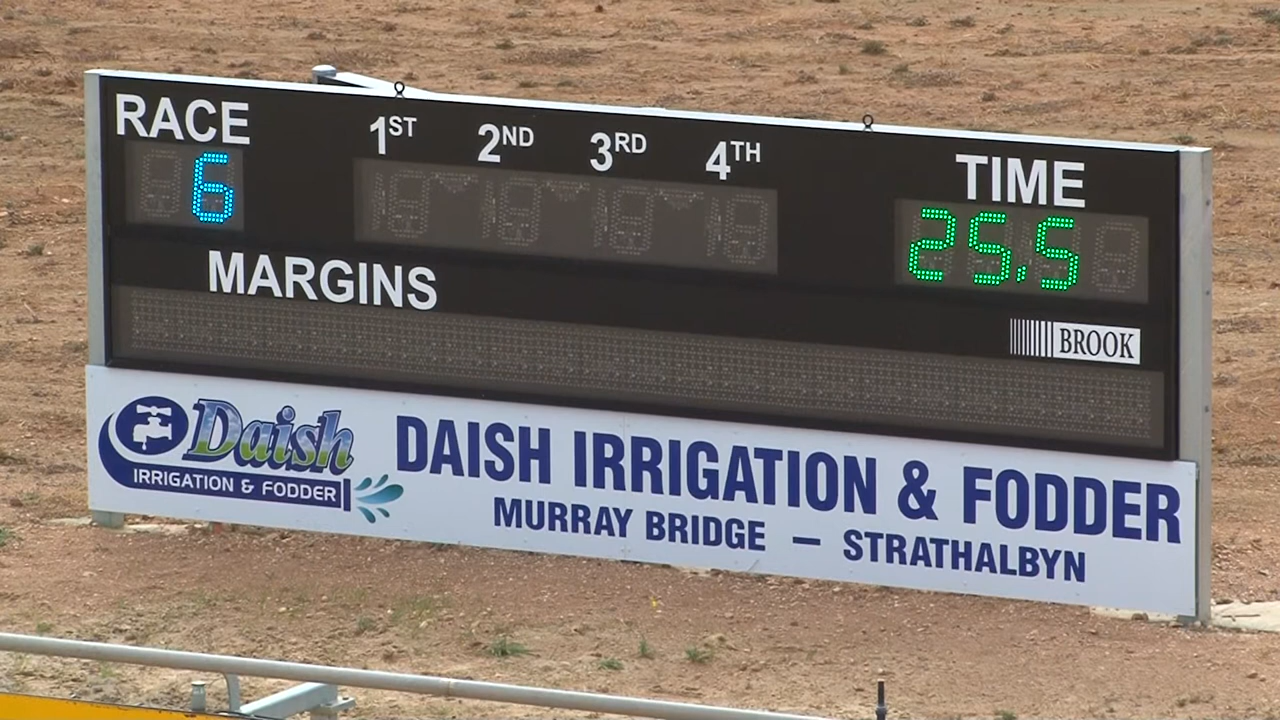 RACE 1ST 2ND 3RD 4TH TIME
6 25.5
MARGINS
BROOK
Daish
IRRIGATION & FODDER
DAISH IRRIGATION & FODDER
MURRAY BRIDGE – STRATHALBYN